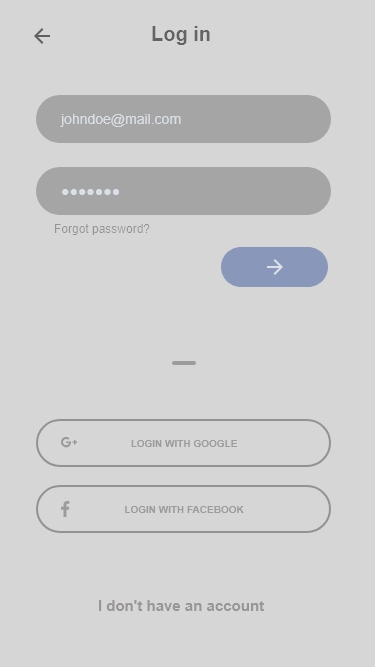 Log in
johndoe@mail.com
Forgot password?
G+ LOGIN WITH GOOGLE
f LOGIN WITH FACEBOOK
I don't have an account